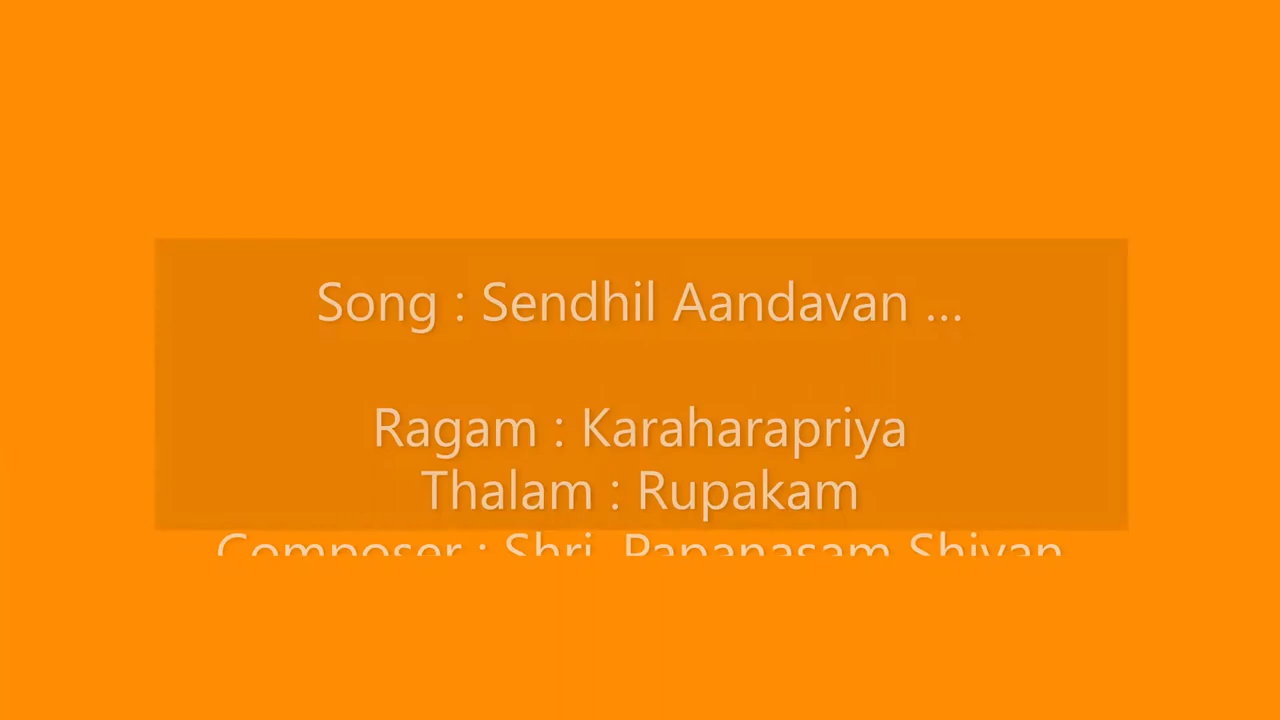 Song : Sendhil Aandavan ...
Ragam : Karaharapriya
Thalam : Rupakam
Composer : Shri. Papanasam Shivan